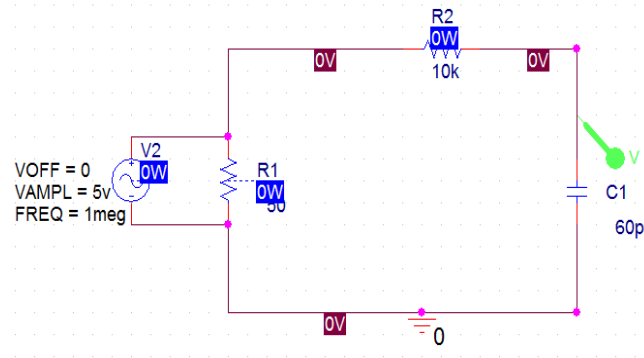 R2
0W
0V
0V
10k
V2
0W
VOFF = 0
VAMPL = 5v
FREQ = 1meg
R1
0W
50
V
C1
60p
0V
0